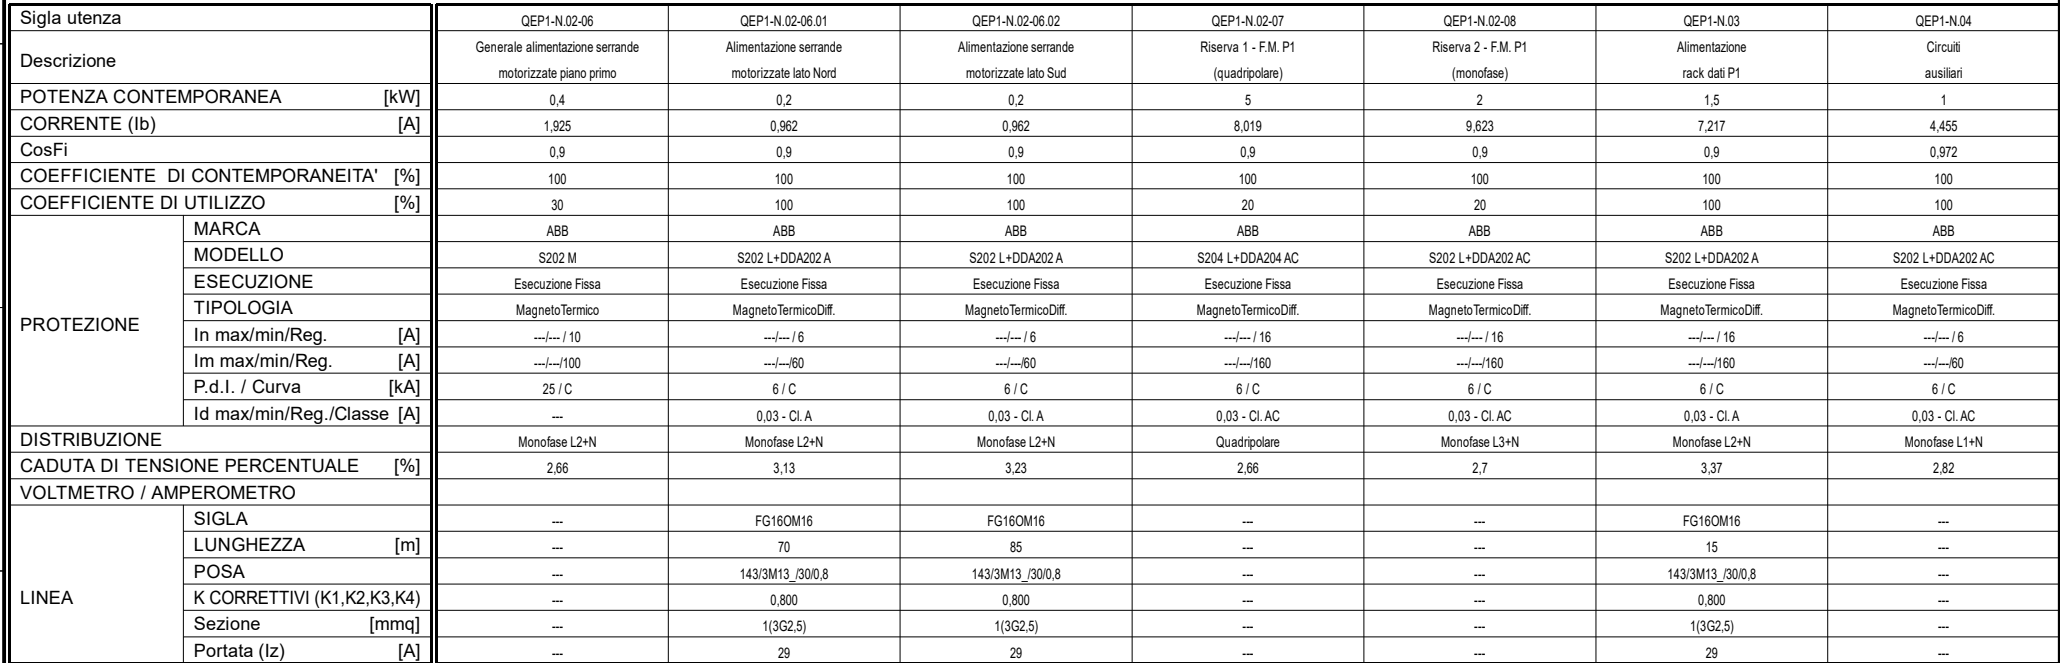 Sigla utenza QEP1-N.02-06 QEP1-N.02-06.01 QEP1-N.02-06.02 QEP1-N.02-07 QEP1-N.02-08 QEP1-N.03 QEP1-N.04
Descrizione Generale alimentazione serrande motorizzate piano primo Alimentazione serrande motorizzate lato Nord Alimentazione serrande motorizzate lato Sud Riserva 1 - F.M. P1 (quadripolare) Riserva 2 - F.M. P1 (monofase) Alimentazione rack dati P1 Circuiti ausiliari
POTENZA CONTEMPORANEA [kW] 0,4 0,2 0,2 5 2 1,5 1
CORRENTE (Ib) [A] 1,925 0,962 0,962 8,019 9,623 7,217 4,455
CosFi 0,9 0,9 0,9 0,9 0,9 0,9 0,972
COEFFICIENTE DI CONTEMPORANEITA' [%] 100 100 100 100 100 100 100
COEFFICIENTE DI UTILIZZO [%] 30 100 100 20 20 100 100
PROTEZIONE
MARCA ABB ABB ABB ABB ABB ABB ABB
MODELLO S202 M S202 L+DDA202 A S202 L+DDA202 A S204 L+DDA204 AC S202 L+DDA202 AC S202 L+DDA202 A S202 L+DDA202 AC
ESECUZIONE Esecuzione Fissa Esecuzione Fissa Esecuzione Fissa Esecuzione Fissa Esecuzione Fissa Esecuzione Fissa Esecuzione Fissa
TIPOLOGIA MagnetoTermico MagnetoTermicoDiff. MagnetoTermicoDiff. MagnetoTermicoDiff. MagnetoTermicoDiff. MagnetoTermicoDiff. MagnetoTermicoDiff.
In max/min/Reg. [A] ---/--- / 10 ---/--- / 6 ---/--- / 6 ---/--- / 16 ---/--- / 16 ---/--- / 16 ---/--- / 6
Im max/min/Reg. [A] ---/---/100 ---/---/60 ---/---/60 ---/---/160 ---/---/160 ---/---/160 ---/---/60
P.d.I. / Curva [kA] 25 / C 6 / C 6 / C 6 / C 6 / C 6 / C 6 / C
Id max/min/Reg./Classe [A] --- 0,03 - Cl. A 0,03 - Cl. A 0,03 - Cl. AC 0,03 - Cl. AC 0,03 - Cl. A 0,03 - Cl. AC
DISTRIBUZIONE Monofase L2+N Monofase L2+N Monofase L2+N Quadripolare Monofase L3+N Monofase L2+N Monofase L1+N
CADUTA DI TENSIONE PERCENTUALE [%] 2,66 3,13 3,23 2,66 2,7 3,37 2,82
VOLTMETRO / AMPEROMETRO
LINEA
SIGLA --- FG16OM16 FG16OM16 --- --- FG16OM16 ---
LUNGHEZZA [m] --- 70 85 --- --- 15 ---
POSA --- 143/3M13_/30/0,8 143/3M13_/30/0,8 --- --- 143/3M13_/30/0,8 ---
K CORRETTIVI (K1,K2,K3,K4) --- 0,800 0,800 --- --- 0,800 ---
Sezione [mmq] --- 1(3G2,5) 1(3G2,5) --- --- 1(3G2,5) ---
Portata (Iz) [A] --- 29 29 --- --- 29 ---